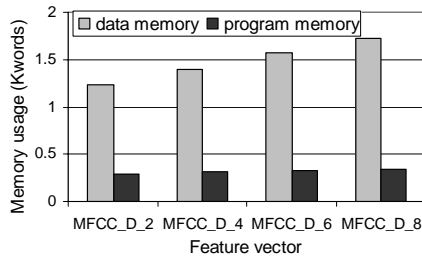 data memory program memory
Memory usage (Kwords)
2
1.5
1
0.5
0
MFCC_D_2 MFCC_D_4 MFCC_D_6 MFCC_D_8
Feature vector